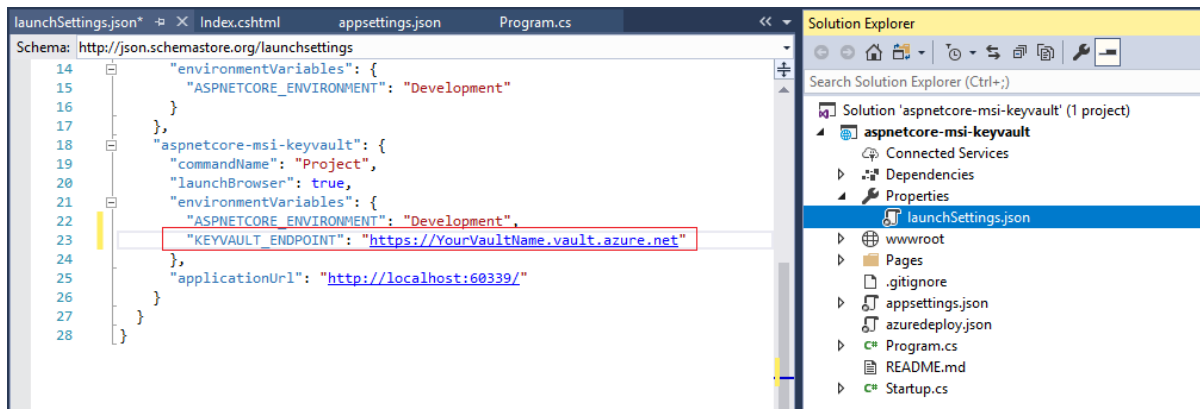 launchSettings.json* Index.cshtml appsettings.json Program.cs
Schema: http://json.schemastore.org/launchsettings
14 "environmentVariables": {
15 "ASPNETCORE_ENVIRONMENT": "Development"
16 }
17 },
18 "aspnetcore-msi-keyvault": {
19 "commandName": "Project",
20 "launchBrowser": true,
21 "environmentVariables": {
22 "ASPNETCORE_ENVIRONMENT": "Development",
23 "KEYVAULT_ENDPOINT": "https://YourVaultName.vault.azure.net"
24 },
25 "applicationUrl": "http://localhost:60339/"
26 }
27 }
28 }
Solution Explorer
Search Solution Explorer (Ctrl+;)
Solution 'aspnetcore-msi-keyvault' (1 project)
aspnetcore-msi-keyvault
Connected Services
Dependencies
Properties
launchSettings.json
wwwroot
Pages
.gitignore
appsettings.json
azuredeploy.json
C# Program.cs
README.md
C# Startup.cs